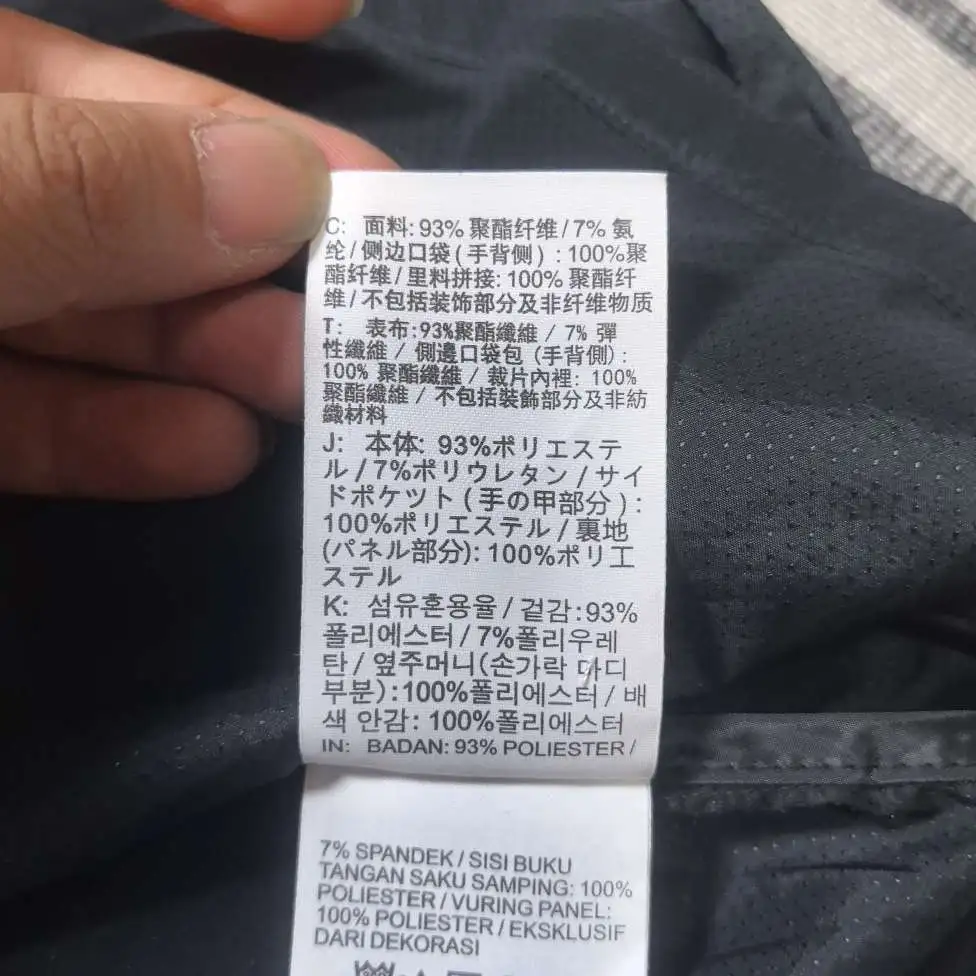 C: 面料: 93% 聚酯纤维 / 7% 氨
纶 / 侧边口袋 ( 手背侧 ) : 100%聚
酯纤维 / 里料拼接: 100% 聚酯纤
维 / 不包括装饰部分及非纤维物质
T: 表布: 93%聚酯纖維 / 7% 彈
性纖維 / 側邊口袋包 (手背側) :
100% 聚酯纖維 / 裁片內裡: 100%
聚酯纖維 / 不包括裝飾部分及非紡
織材料
J: 本体: 93%ポリエステ
ル / 7%ポリウレタン / サイ
ドポケット ( 手の甲部分 ) :
100%ポリエステル / 裏地
(パネル部分): 100%ポリエ
ステル
K: 섬유혼용율 / 겉감: 93%
폴리에스터 / 7%폴리우레
탄 / 옆주머니(손가락 마디
부분) : 100%폴리에스터 / 배
색 안감: 100%폴리에스터
IN: BADAN: 93% POLIESTER /
7% SPANDEK / SISI BUKU
TANGAN SAKU SAMPING: 100%
POLIESTER / VURING PANEL:
100% POLIESTER / EKSKLUSIF
DARI DEKORASI